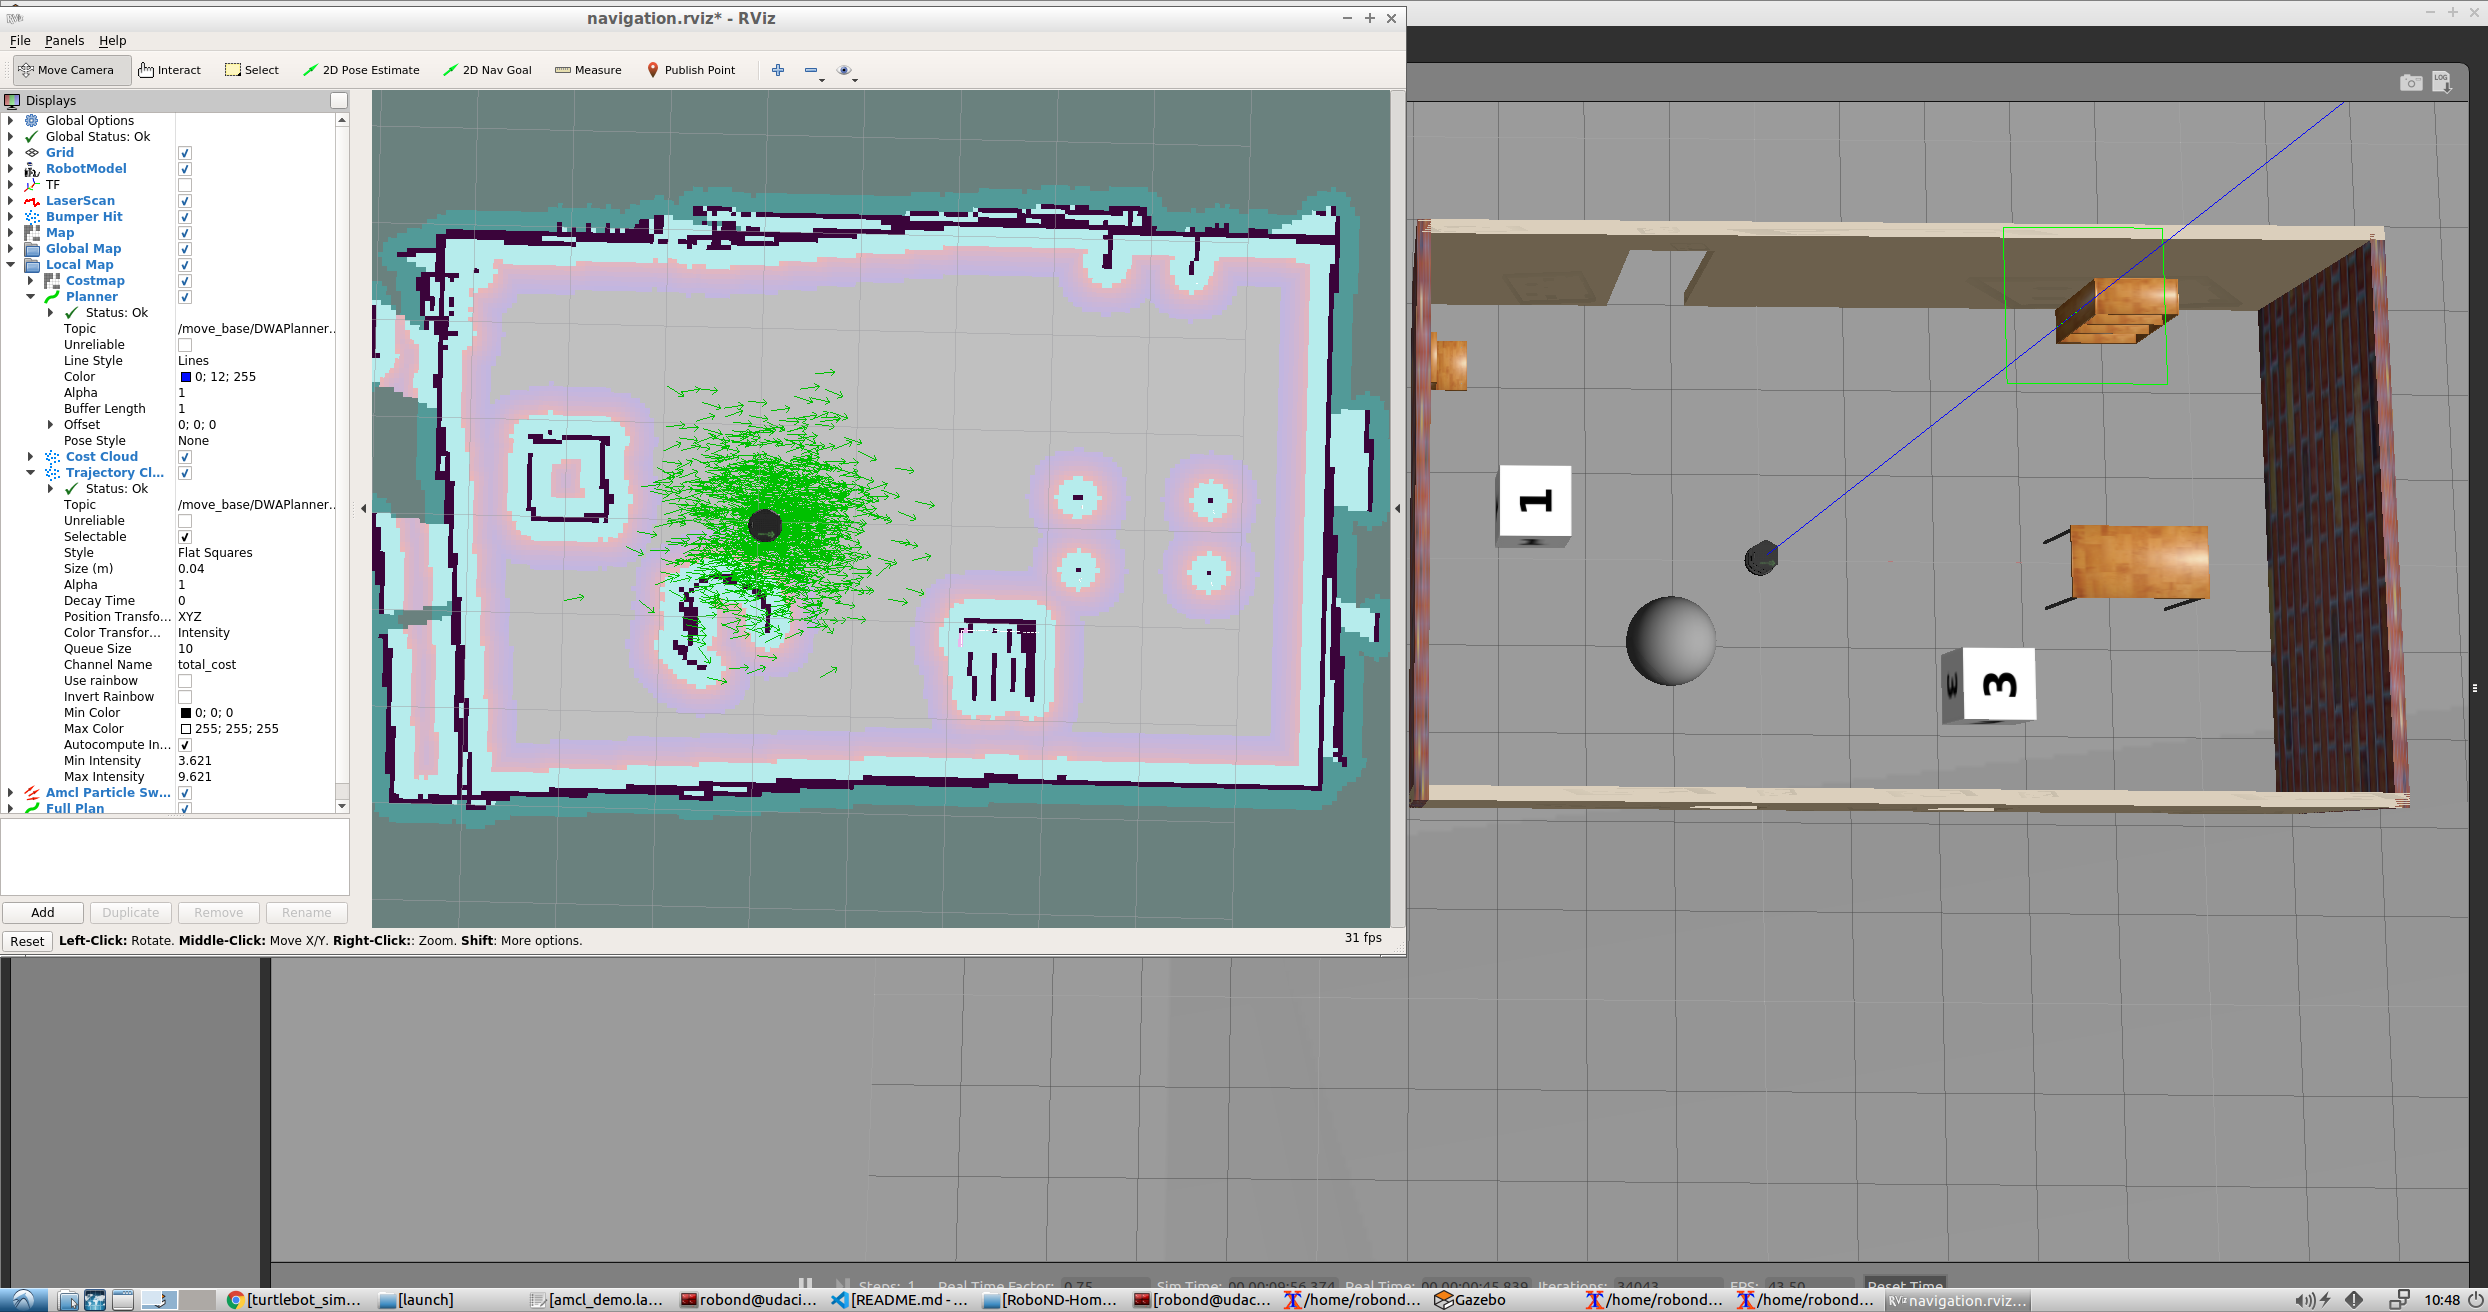 navigation.rviz* - RViz
File Panels Help
Move Camera Interact Select 2D Pose Estimate 2D Nav Goal Measure Publish Point
Displays
Global Options
Global Status: Ok
Grid
RobotModel
TF
LaserScan
Bumper Hit
Map
Global Map
Local Map
Costmap
Planner
Status: Ok
Topic /move_base/DWAPlanner...
Unreliable
Line Style Lines
Color 0; 12; 255
Alpha 1
Buffer Length 1
Offset 0; 0; 0
Pose Style None
Cost Cloud
Trajectory Cl...
Status: Ok
Topic /move_base/DWAPlanner...
Unreliable
Selectable
Style Flat Squares
Size (m) 0.04
Alpha 1
Decay Time 0
Position Transfo... XYZ
Color Transfor... Intensity
Queue Size 10
Channel Name total_cost
Use rainbow
Invert Rainbow
Min Color 0; 0; 0
Max Color 255; 255; 255
Autocompute In...
Min Intensity 3.621
Max Intensity 9.621
Amcl Particle Sw...
Full Plan
Add Duplicate Remove Rename
Reset Left-Click: Rotate. Middle-Click: Move X/Y. Right-Click:: Zoom. Shift: More options. 31 fps
LOG
1
3
3
Steps: 1 Real Time Factor: 0.75 Sim Time: 00 00:09:56.374 Real Time: 00 00:00:45.839 Iterations: 34043 FPS: 43.50 Reset Time
[turtlebot_sim... [launch] [amcl_demo.la... robond@udaci... [README.md -... [RoboND-Hom... [robond@udac... /home/robond... Gazebo /home/robond... /home/robond... navigation.rviz... 10:48